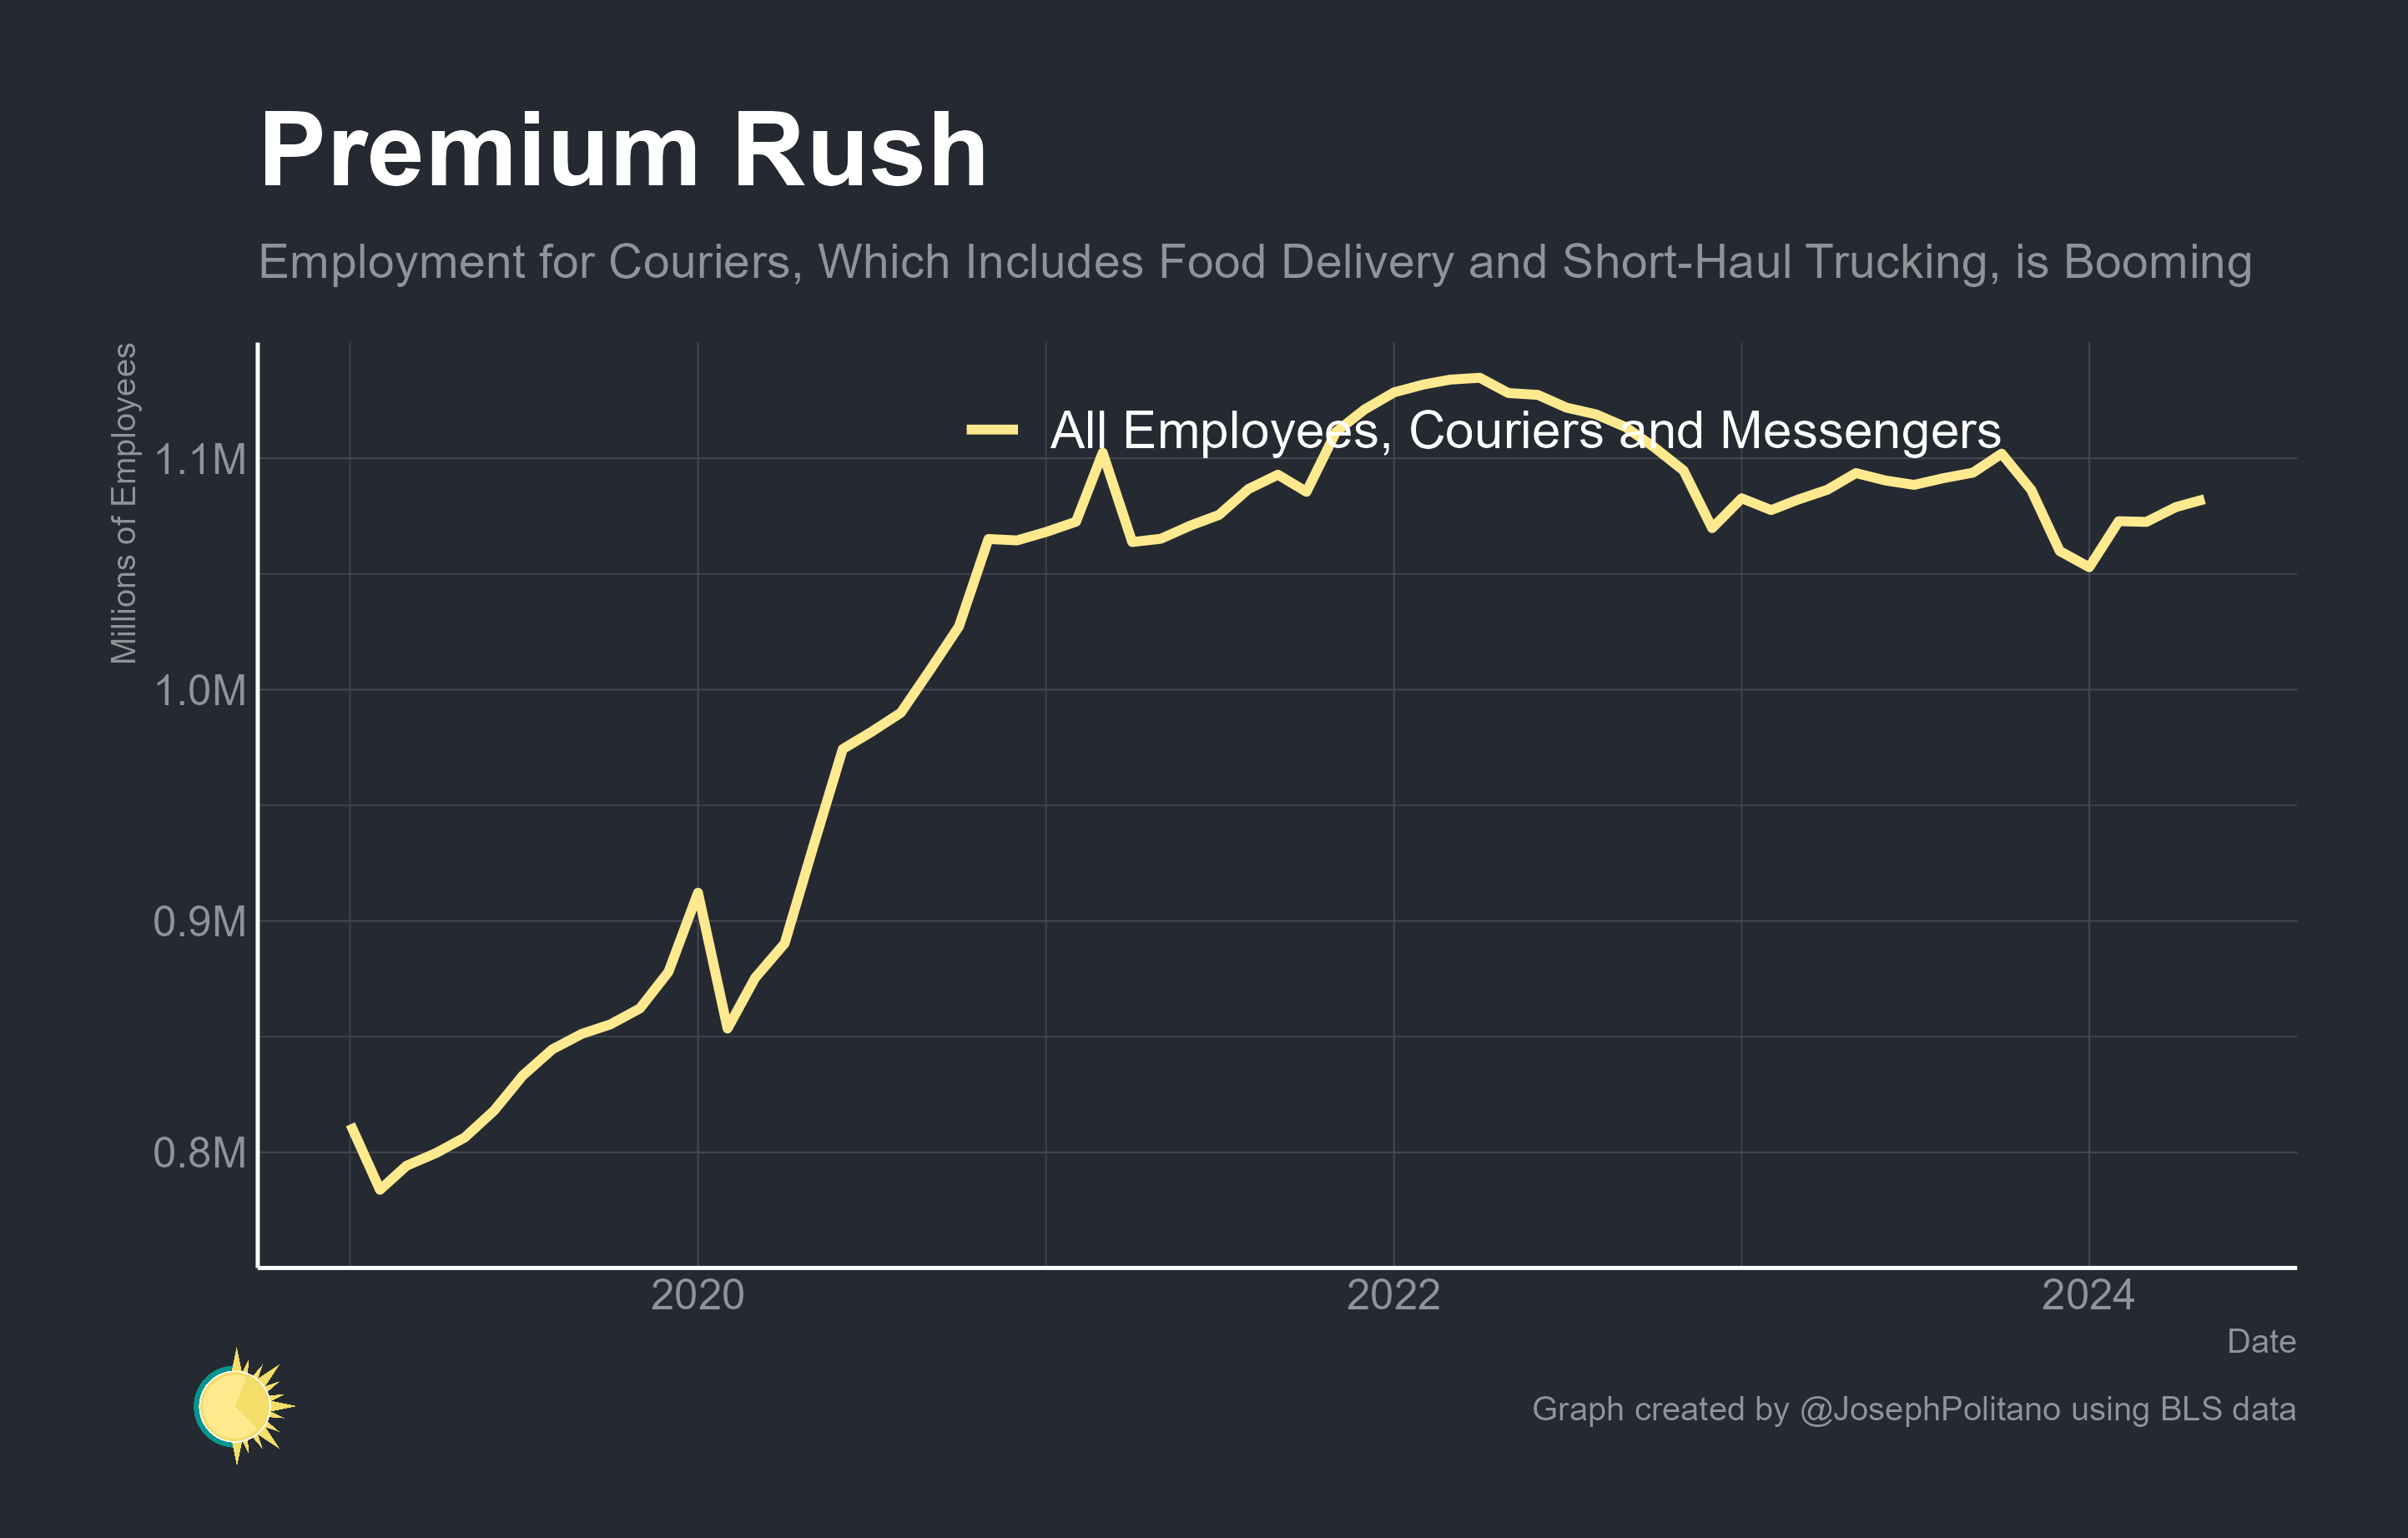 Premium Rush
Employment for Couriers, Which Includes Food Delivery and Short-Haul Trucking, is Booming
Millions of Employees
All Employees, Couriers and Messengers
1.1M
1.0M
0.9M
0.8M
2020
2022
2024
Date
Graph created by @JosephPolitano using BLS data